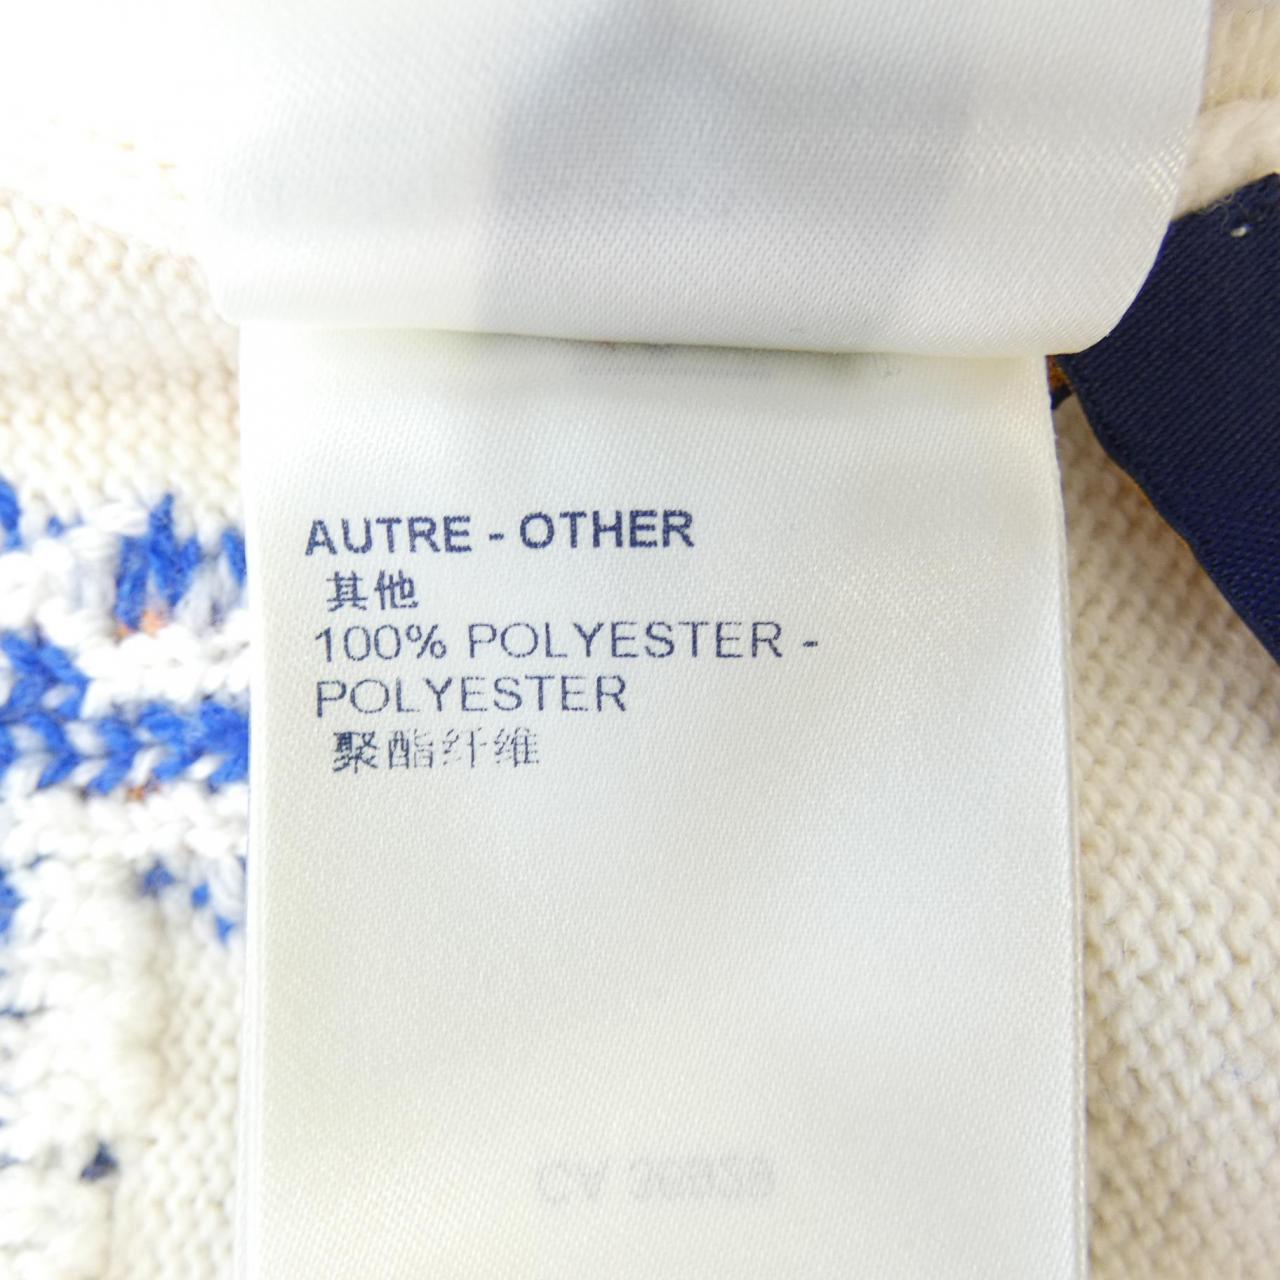 AUTRE - OTHER
其他
100% POLYESTER -
POLYESTER
聚酯纤维